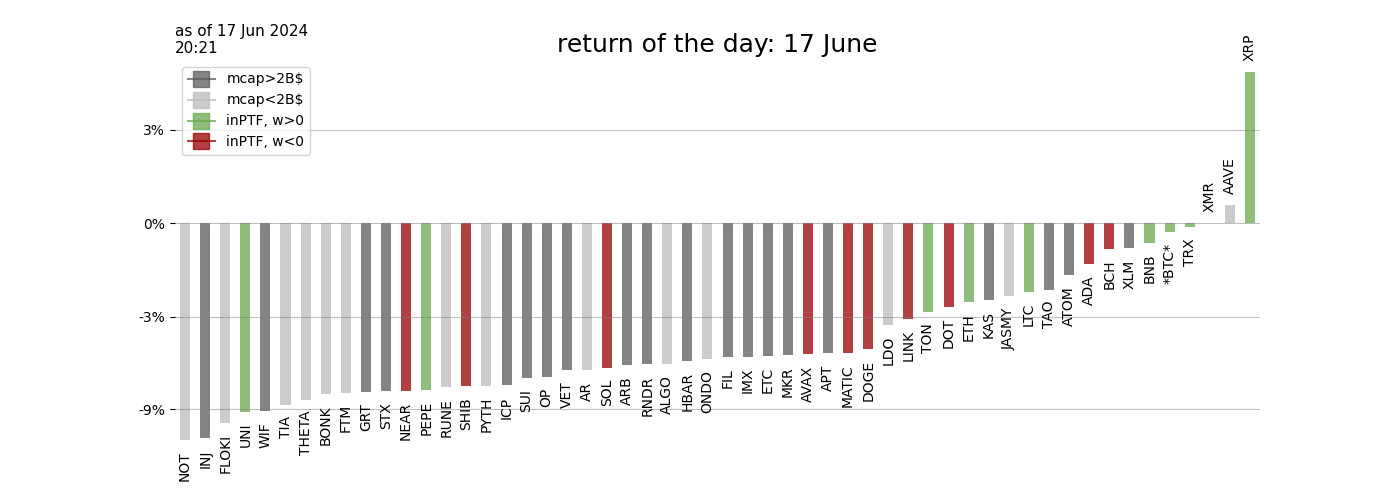 as of 17 Jun 2024
20:21
return of the day: 17 June
mcap>2B$
mcap<2B$
inPTF, w>0
inPTF, w<0
3%
0%
-3%
-9%
NOT
INJ
FLOKI
UNI
WIF
TIA
THETA
BONK
FTM
GRT
STX
NEAR
PEPE
RUNE
SHIB
PYTH
ICP
SUI
OP
VET
AR
SOL
ARB
RNDR
ALGO
HBAR
ONDO
FIL
IMX
ETC
MKR
AVAX
APT
MATIC
DOGE
LDO
LINK
TON
DOT
ETH
KAS
JASMY
LTC
TAO
ATOM
ADA
BCH
XLM
BNB
*BTC*
TRX
XMR
AAVE
XRP